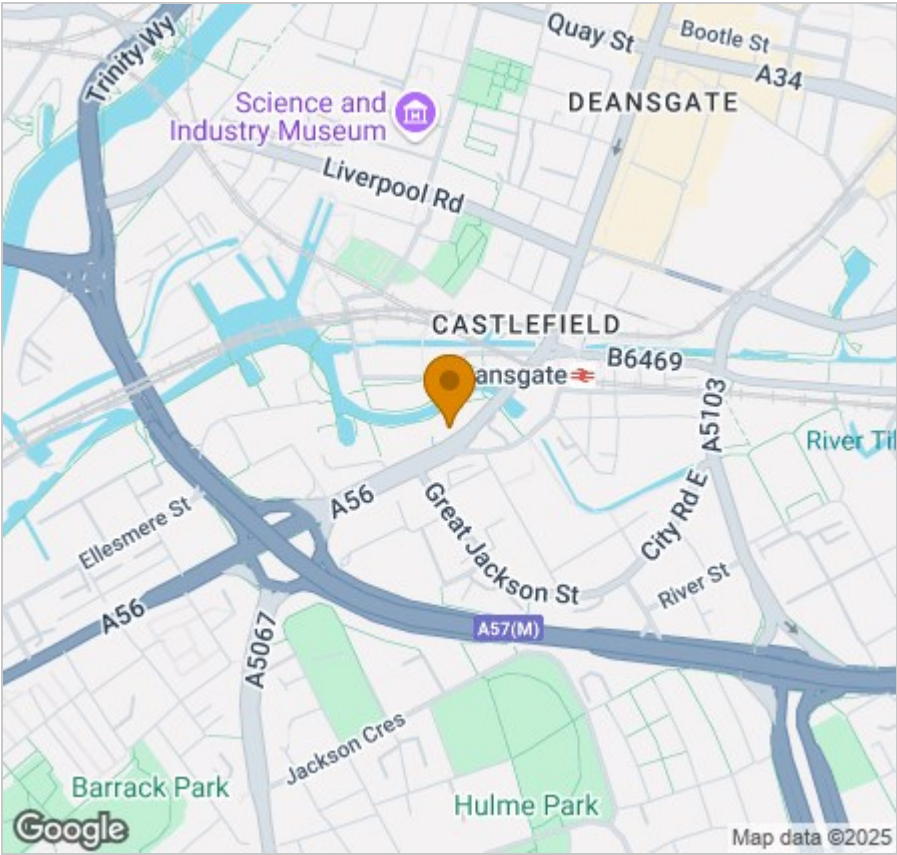 Trinity Wy
Quay St
Bootle St
A34
Science and
Industry Museum
DEANSGATE
Liverpool Rd
CASTLEFIELD
B6469
ansgate
A5103
River Til
A56
Ellesmere St
Great Jackson St
City Rd E
River St
A56
A57(M)
A5067
Jackson Cres
Barrack Park
Hulme Park
Google
Map data ©2025